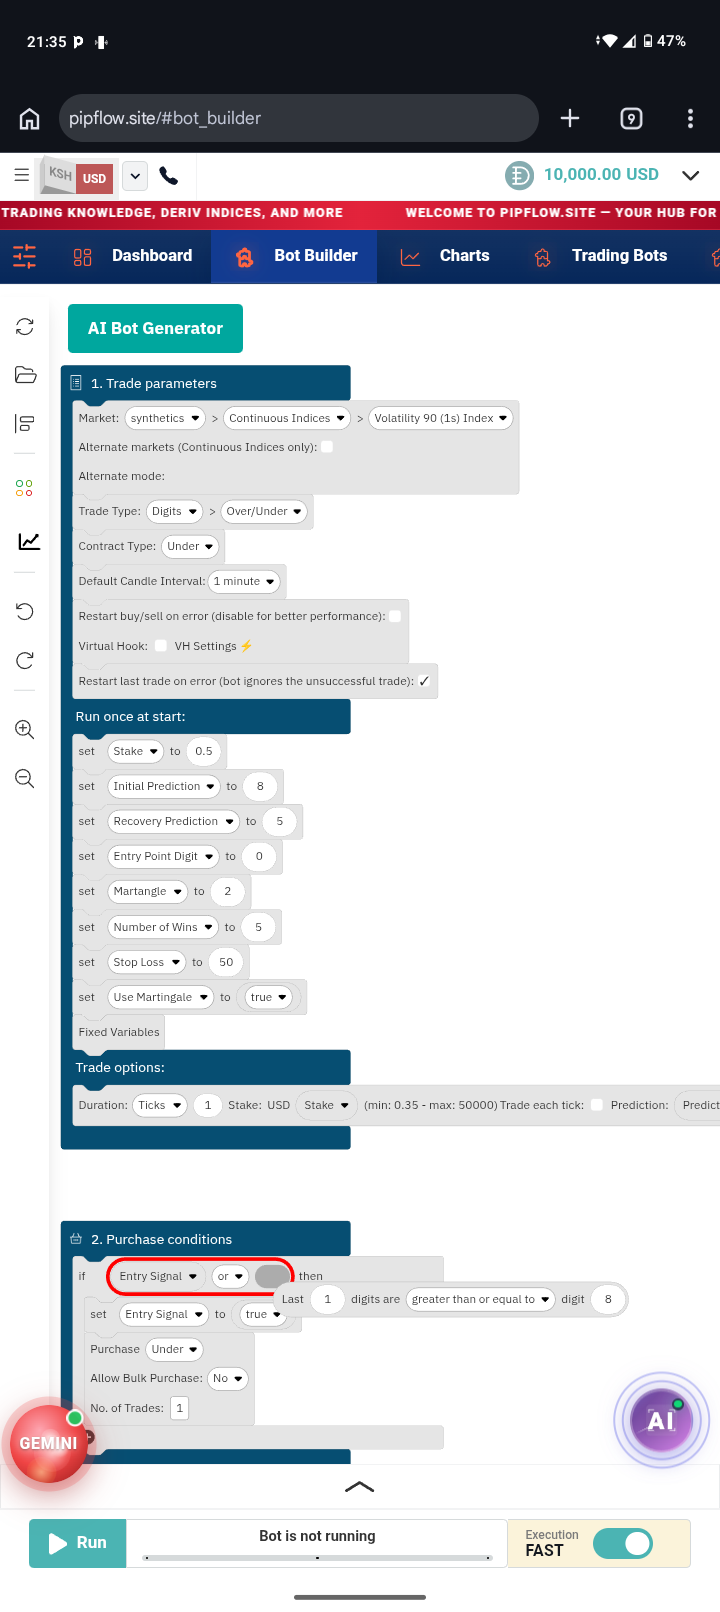 21:35
47%
pipflow.site/#bot_builder
9
KSH USD
10,000.00 USD
TRADING KNOWLEDGE, DERIV INDICES, AND MORE WELCOME TO PIPFLOW.SITE — YOUR HUB FOR
Dashboard Bot Builder Charts Trading Bots
AI Bot Generator
1. Trade parameters
Market: synthetics > Continuous Indices > Volatility 90 (1s) Index
Alternate markets (Continuous Indices only):
Alternate mode:
Trade Type: Digits > Over/Under
Contract Type: Under
Default Candle Interval: 1 minute
Restart buy/sell on error (disable for better performance):
Virtual Hook: VH Settings ⚡
Restart last trade on error (bot ignores the unsuccessful trade): ✓
Run once at start:
set Stake to 0.5
set Initial Prediction to 8
set Recovery Prediction to 5
set Entry Point Digit to 0
set Martangle to 2
set Number of Wins to 5
set Stop Loss to 50
set Use Martingale to true
Fixed Variables
Trade options:
Duration: Ticks 1 Stake: USD Stake (min: 0.35 - max: 50000) Trade each tick: Prediction: Predict
2. Purchase conditions
if Entry Signal or then
Last 1 digits are greater than or equal to digit 8
set Entry Signal to true
Purchase Under
Allow Bulk Purchase: No
No. of Trades: 1
GEMINI
AI
Run
Bot is not running
Execution
FAST